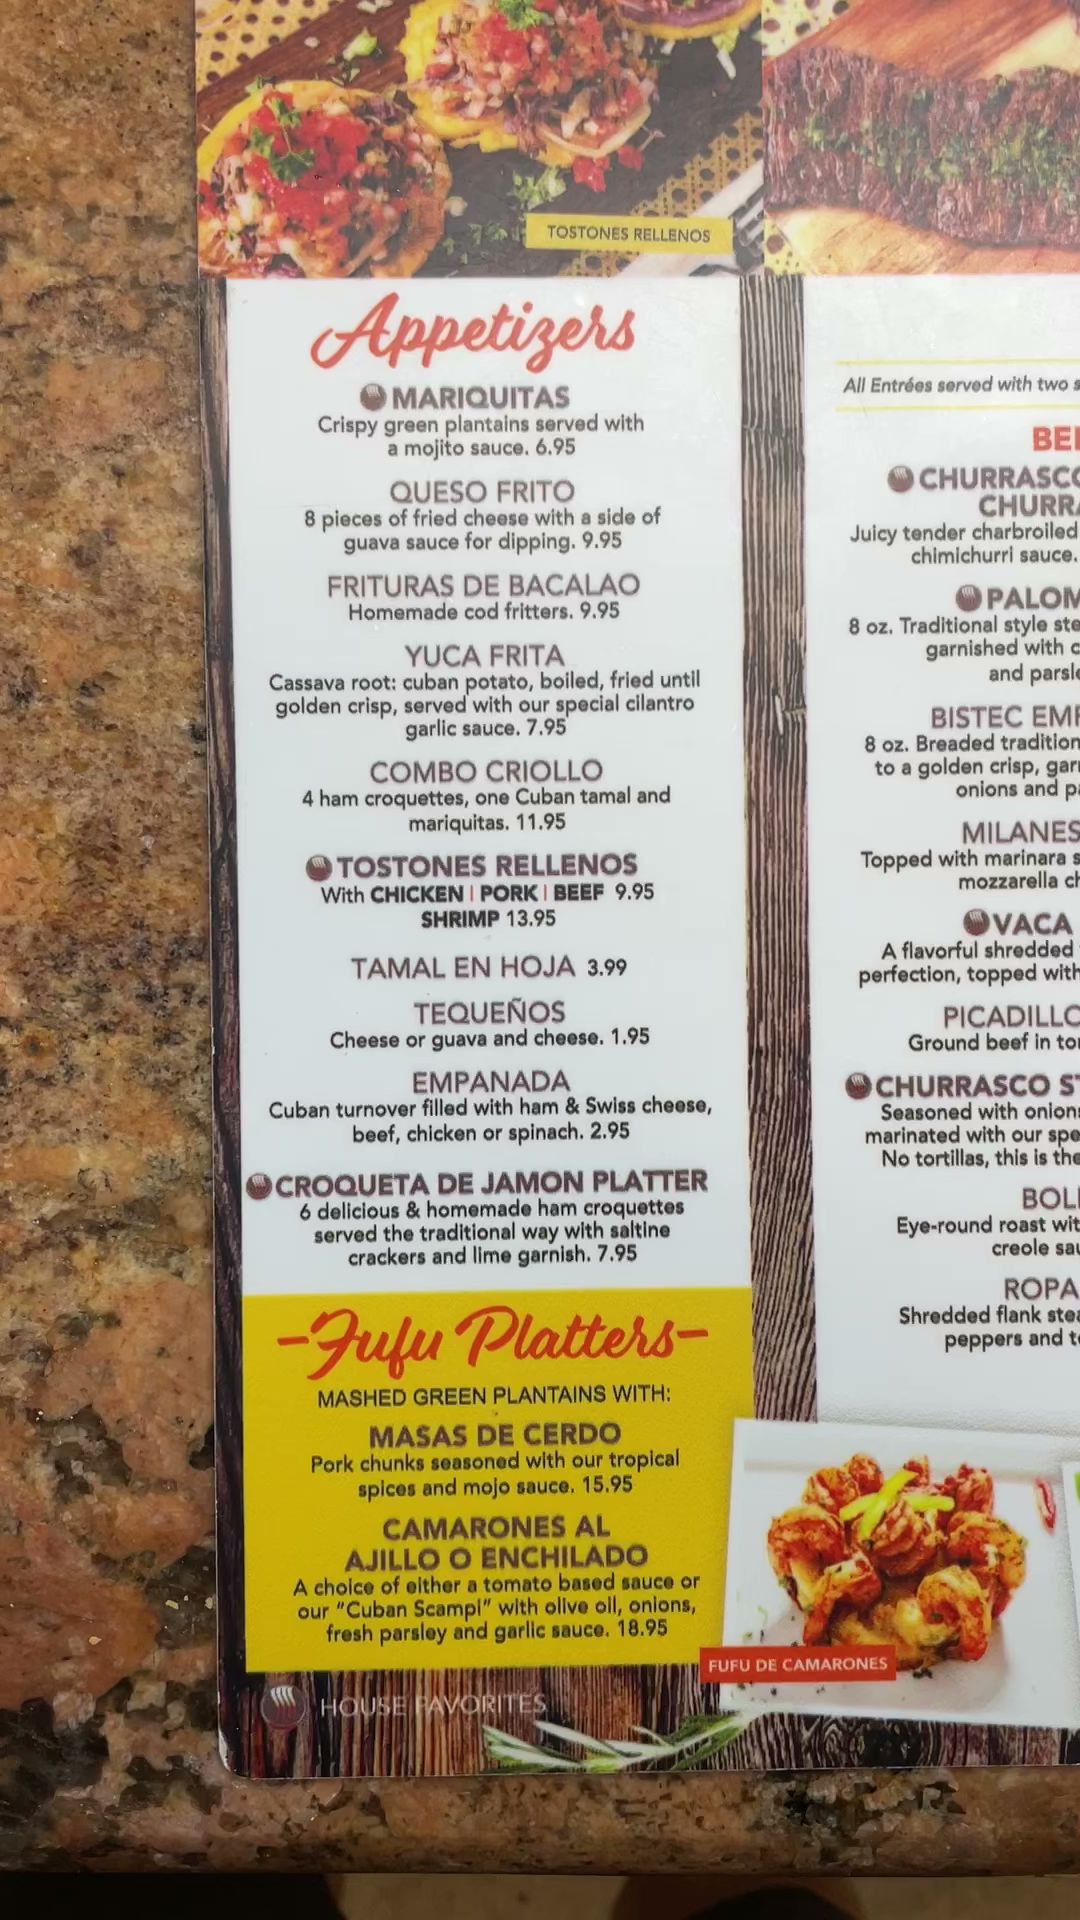 TOSTONES RELLENOS
Appetizers
MARIQUITAS
Crispy green plantains served with
a mojito sauce. 6.95
QUESO FRITO
8 pieces of fried cheese with a side of
guava sauce for dipping. 9.95
FRITURAS DE BACALAO
Homemade cod fritters. 9.95
YUCA FRITA
Cassava root: cuban potato, boiled, fried until
golden crisp, served with our special cilantro
garlic sauce. 7.95
COMBO CRIOLLO
4 ham croquettes, one Cuban tamal and
mariquitas. 11.95
TOSTONES RELLENOS
With CHICKEN | PORK | BEEF 9.95
SHRIMP 13.95
TAMAL EN HOJA 3.99
TEQUEÑOS
Cheese or guava and cheese. 1.95
EMPANADA
Cuban turnover filled with ham & Swiss cheese,
beef, chicken or spinach. 2.95
CROQUETA DE JAMON PLATTER
6 delicious & homemade ham croquettes
served the traditional way with saltine
crackers and lime garnish. 7.95
-Fufu Platters-
MASHED GREEN PLANTAINS WITH:
MASAS DE CERDO
Pork chunks seasoned with our tropical
spices and mojo sauce. 15.95
CAMARONES AL
AJILLO O ENCHILADO
A choice of either a tomato based sauce or
our "Cuban Scampi" with olive oil, onions,
fresh parsley and garlic sauce. 18.95
HOUSE FAVORITES
All Entrées served with two
CHURRASCO
Juicy tender charbroiled
chimichurri sauce.
8 oz. Traditional style
garnished with
and
BISTEC
8 oz. Breaded
to a golden crisp,
onions and
Topped with marinara
mozzarella
VACA
A flavorful shredded
perfection, topped with
PICADILLO
Ground beef in
CHURRASCO
Seasoned with
marinated with our
No tortillas, this is the
Eye-round roast
creole
ROPA
Shredded flank
peppers and
FUFU DE CAMARONES